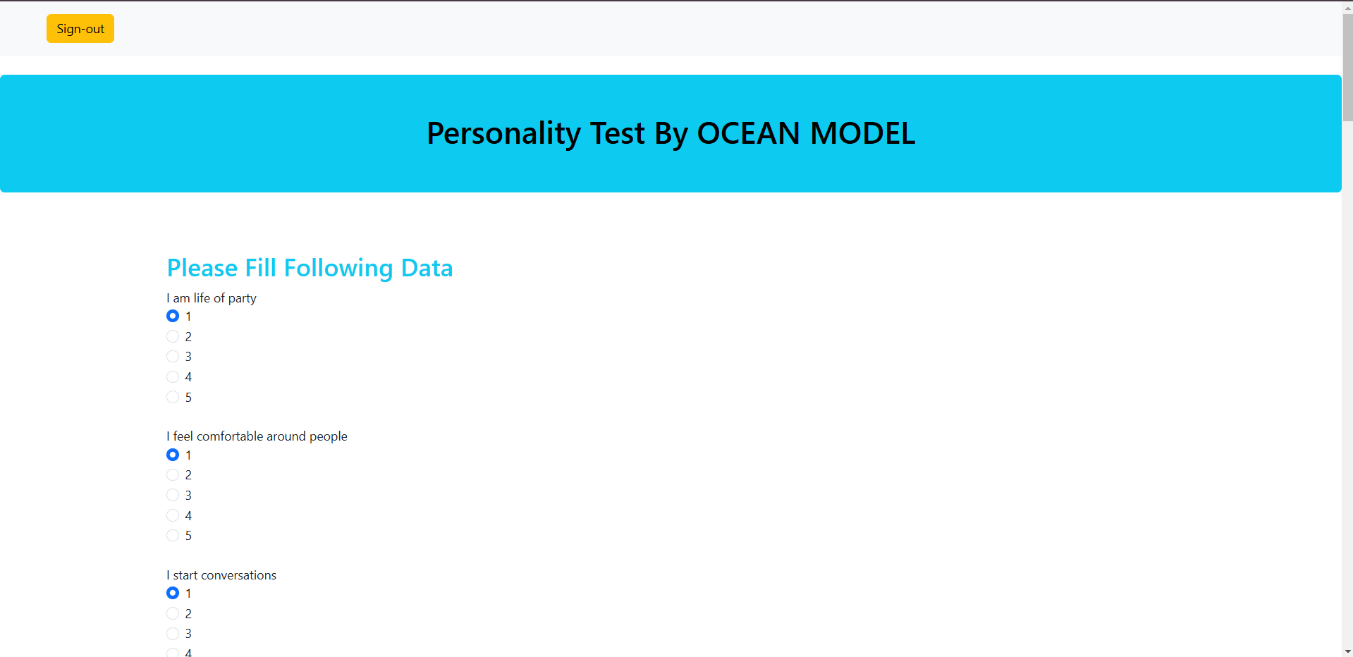 Sign-out
Personality Test By OCEAN MODEL
Please Fill Following Data
I am life of party
1
2
3
4
5
I feel comfortable around people
1
2
3
4
5
I start conversations
1
2
3
4